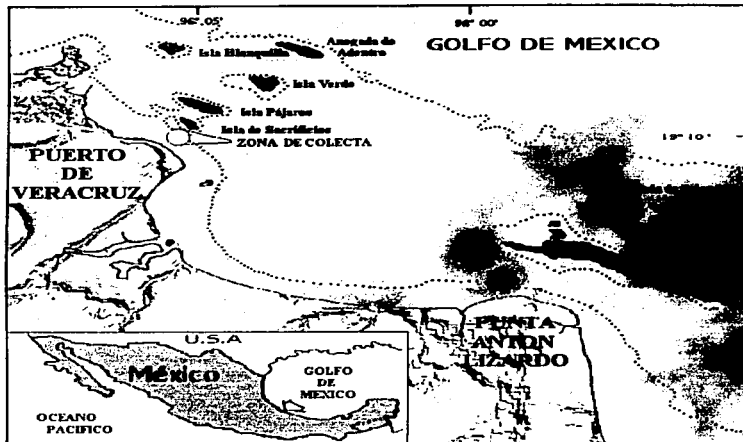 96° 05'
98° 00'
GOLFO DE MEXICO
Isla Blanquilla
Anegada de
Adentro
Isla Verde
Isla Pájaros
Isla de Sacrificios
ZONA DE COLECTA
19° 10'
PUERTO
DE
VERACRUZ
PUNTA
ANTON
LIZARDO
U.S.A
México
GOLFO
DE
MEXICO
OCEANO
PACIFICO